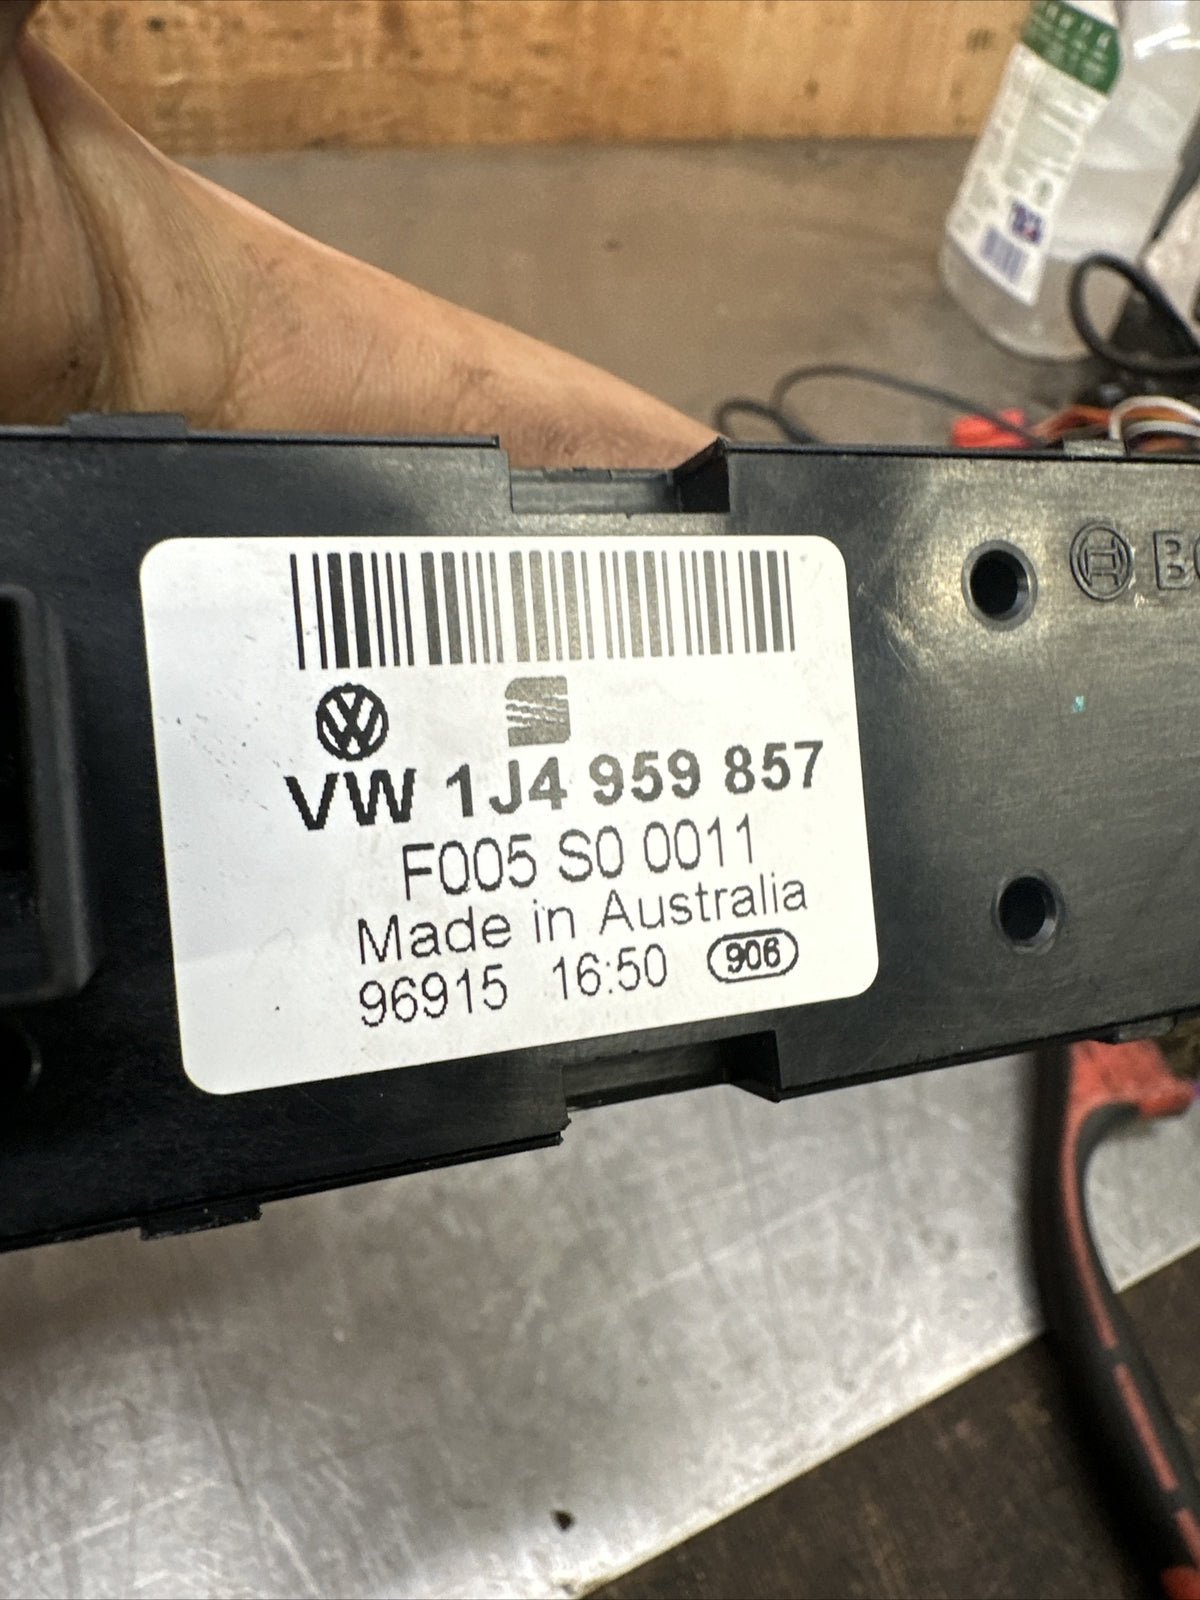 VW 1J4 959 857
F005 S0 0011
Made in Australia
96915 16:50 906